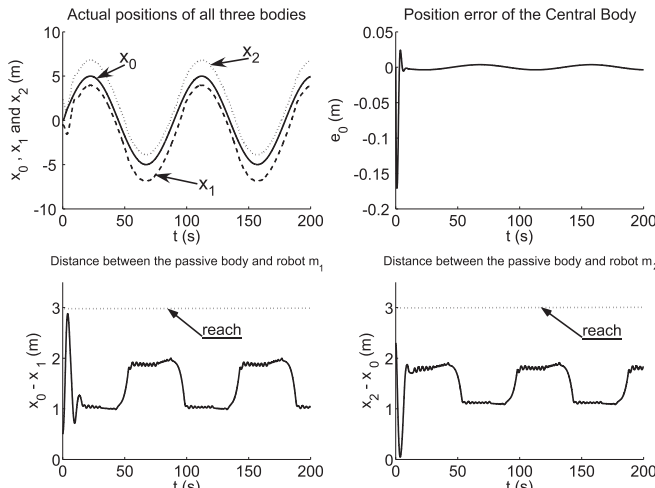 Actual positions of all three bodies
10
5
0
-5
-10
x0 , x1 and x2 (m)
x0
x2
x1
0 50 100 150 200
t (s)
Position error of the Central Body
0.05
0
-0.05
-0.1
-0.15
-0.2
e0 (m)
0 50 100 150 200
t (s)
Distance between the passive body and robot m1
3
2
1
0
x0 - x1 (m)
reach
0 50 100 150 200
t (s)
Distance between the passive body and robot m2
3
2
1
0
x2 - x0 (m)
reach
0 50 100 150 200
t (s)